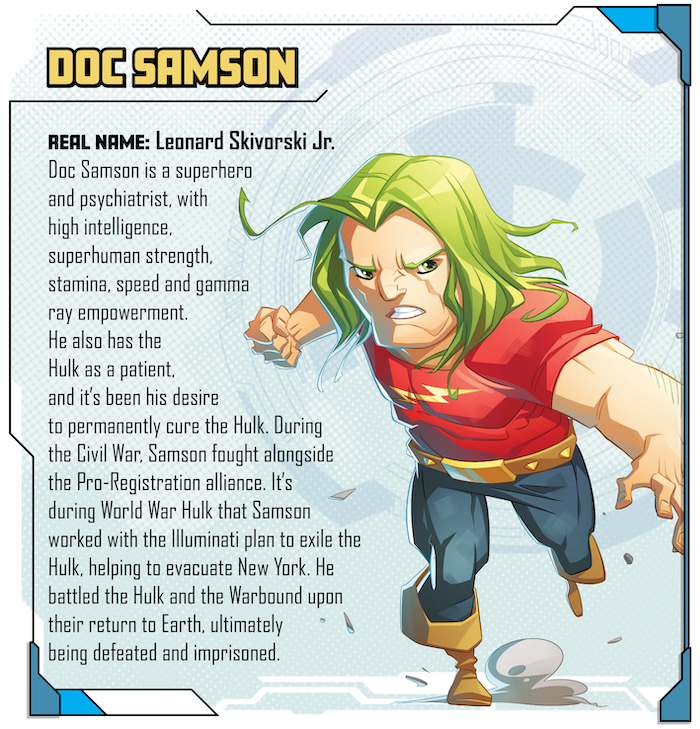 DOC SAMSON
REAL NAME: Leonard Skivorski Jr.
Doc Samson is a superhero
and psychiatrist, with
high intelligence,
superhuman strength,
stamina, speed and gamma
ray empowerment.
He also has the
Hulk as a patient,
and it's been his desire
to permanently cure the Hulk. During
the Civil War, Samson fought alongside
the Pro-Registration alliance. It's
during World War Hulk that Samson
worked with the Illuminati plan to exile the
Hulk, helping to evacuate New York. He
battled the Hulk and the Warbound upon
their return to Earth, ultimately
being defeated and imprisoned.